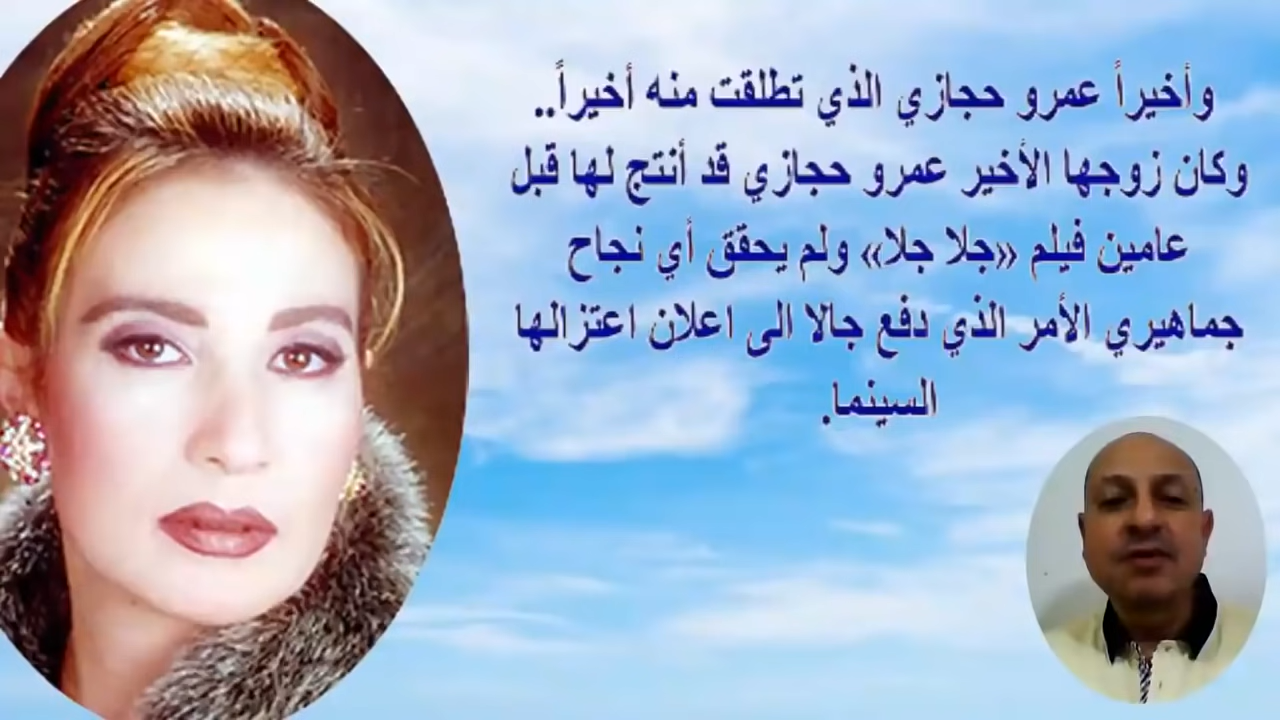 وأخيرأ عمرو حجازي الذي تطلقت منه أخيراً..
وكان زوجها الأخير عمرو حجازي قد أنتج لها قبل
عامين فيلم «جلا جلا» ولم يحقق أي نجاح
جماهيري الأمر الذي دفع جالا الى اعلان اعتزالها
السينما.